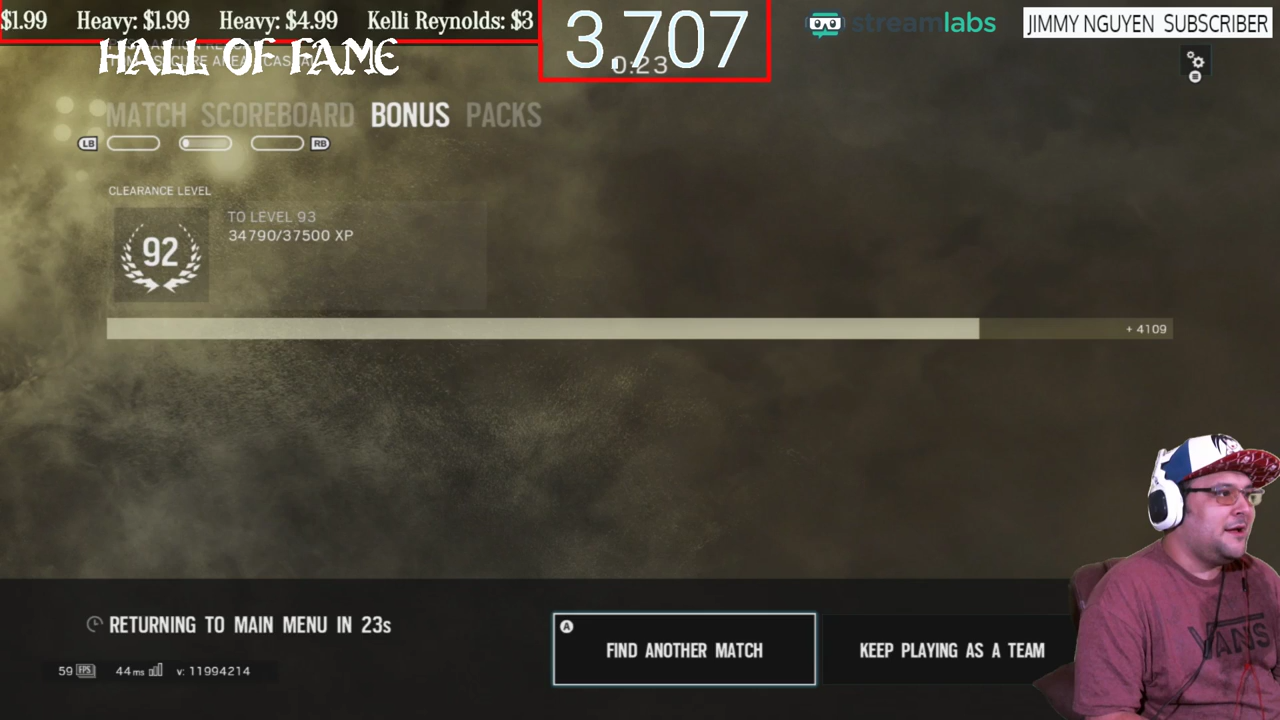 $1.99 Heavy: $1.99 Heavy: $4.99 Kelli Reynolds: $3
3,707
streamlabs
JIMMY NGUYEN SUBSCRIBER
HALL OF FAME
0:23
MATCH SCOREBOARD BONUS PACKS
LB RB
CLEARANCE LEVEL
92
TO LEVEL 93
34790/37500 XP
+ 4109
RETURNING TO MAIN MENU IN 23s
A
FIND ANOTHER MATCH
KEEP PLAYING AS A TEAM
59 FPS 44ms v: 11994214
VANS